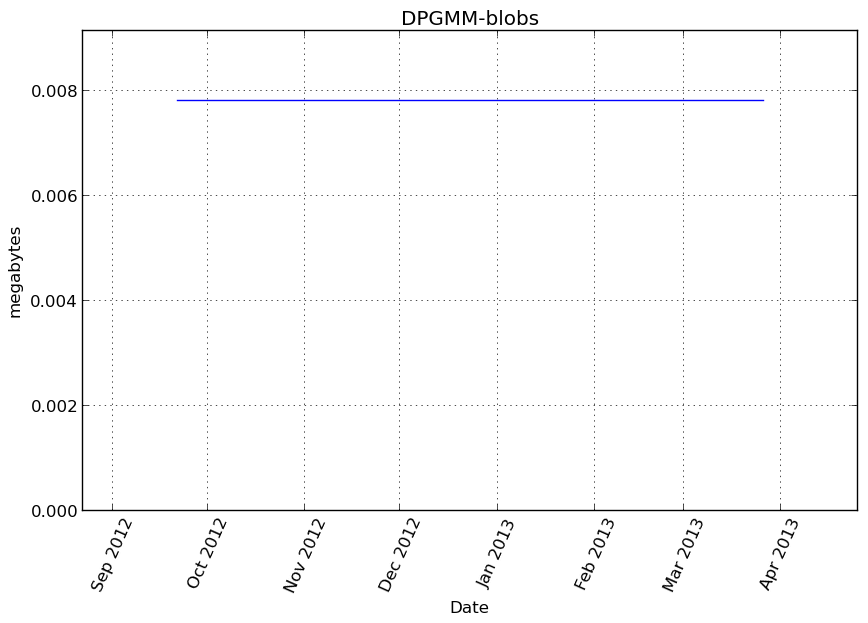 DPGMM-blobs
0.008
0.006
0.004
0.002
0.000
megabytes
Sep 2012
Oct 2012
Nov 2012
Dec 2012
Jan 2013
Feb 2013
Mar 2013
Apr 2013
Date